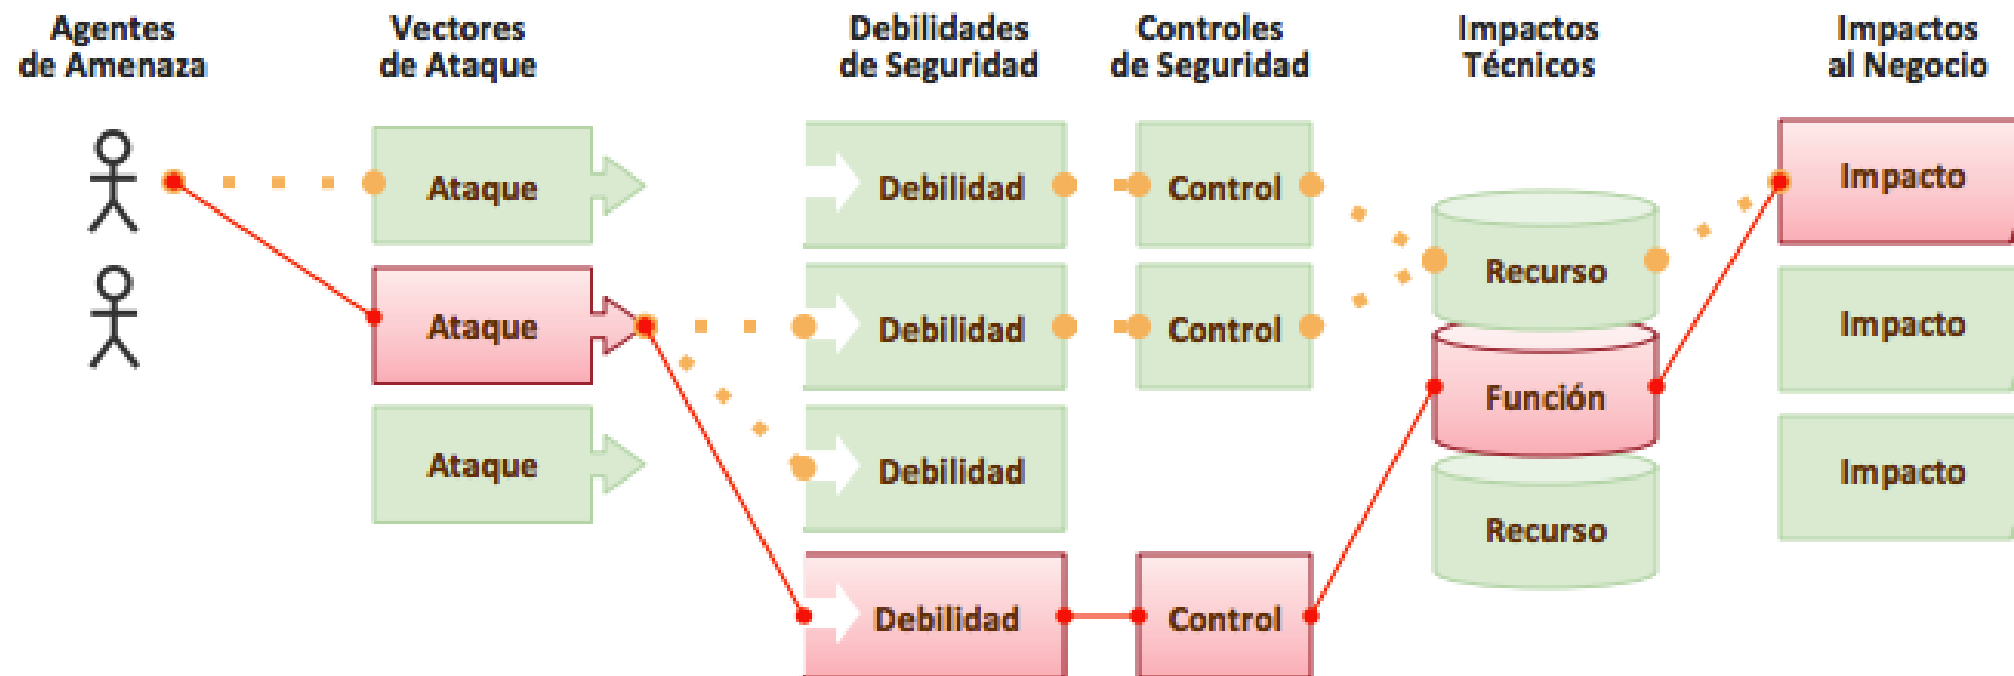 Agentes
de Amenaza
Vectores
de Ataque
Debilidades
de Seguridad
Controles
de Seguridad
Impactos
Técnicos
Impactos
al Negocio
Ataque
Debilidad
Control
Impacto
Recurso
Ataque
Debilidad
Control
Impacto
Función
Ataque
Debilidad
Impacto
Recurso
Debilidad
Control